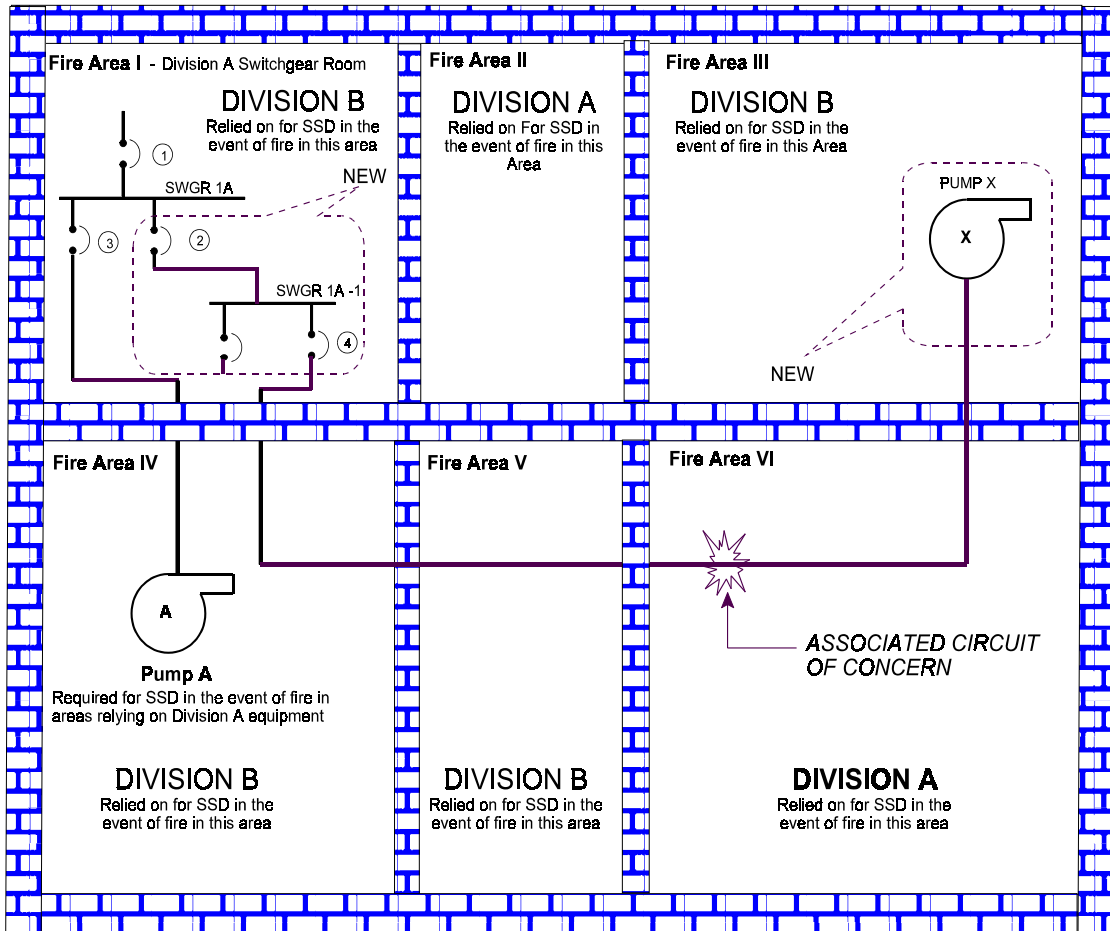 Fire Area I - Division A Switchgear Room
DIVISION B
Relied on for SSD in the
event of fire in this area
1
NEW
SWGR 1A
3
2
SWGR 1A -1
4
Fire Area II
DIVISION A
Relied on For SSD in
the event of fire in this
Area
Fire Area III
DIVISION B
Relied on for SSD in the
event of fire in this Area
PUMP X
X
NEW
Fire Area IV
A
Pump A
Required for SSD in the event of fire in
areas relying on Division A equipment
DIVISION B
Relied on for SSD in the
event of fire in this area
Fire Area V
DIVISION B
Relied on for SSD in the
event of fire in this area
Fire Area VI
ASSOCIATED CIRCUIT
OF CONCERN
DIVISION A
Relied on for SSD in the
event of fire in this area